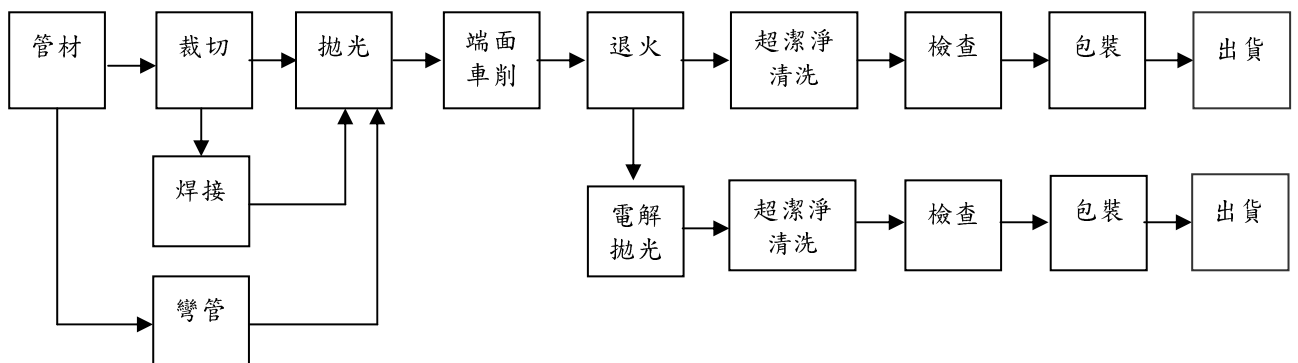 管材
裁切
拋光
端面
車削
退火
超潔淨
清洗
檢查
包裝
出貨
焊接
電解
拋光
超潔淨
清洗
檢查
包裝
出貨
彎管